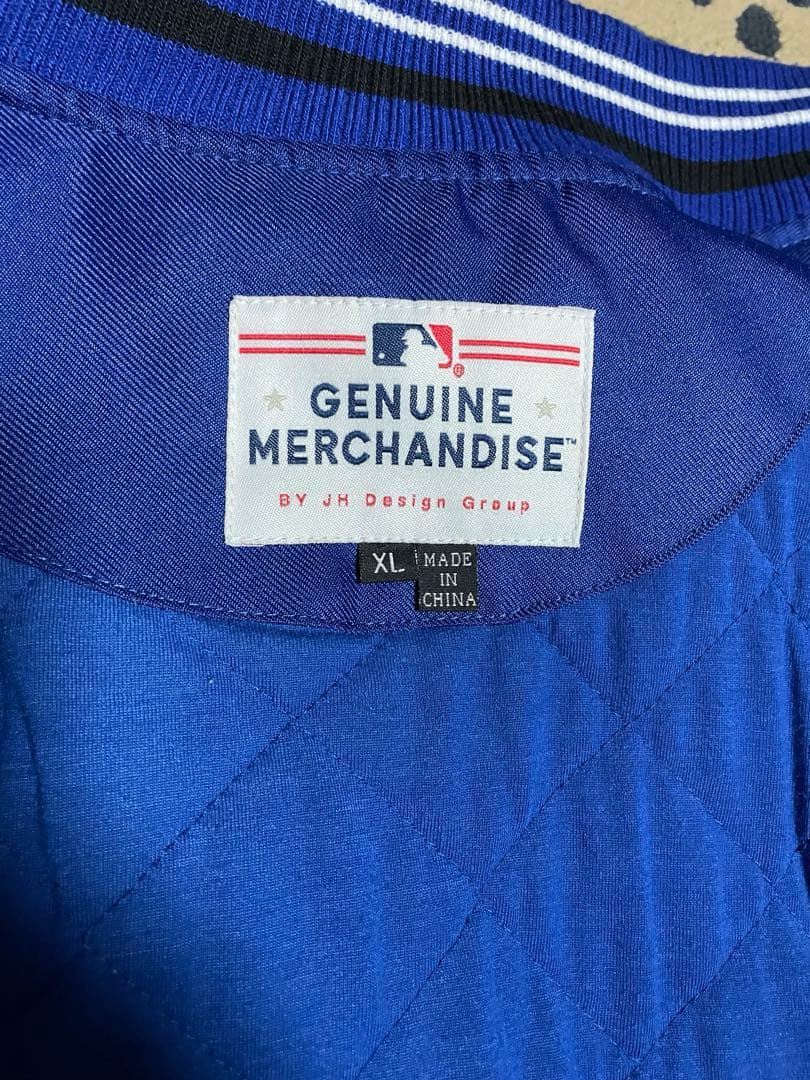 GENUINE
MERCHANDISE™
BY JH Design Group
XL
MADE
IN
CHINA